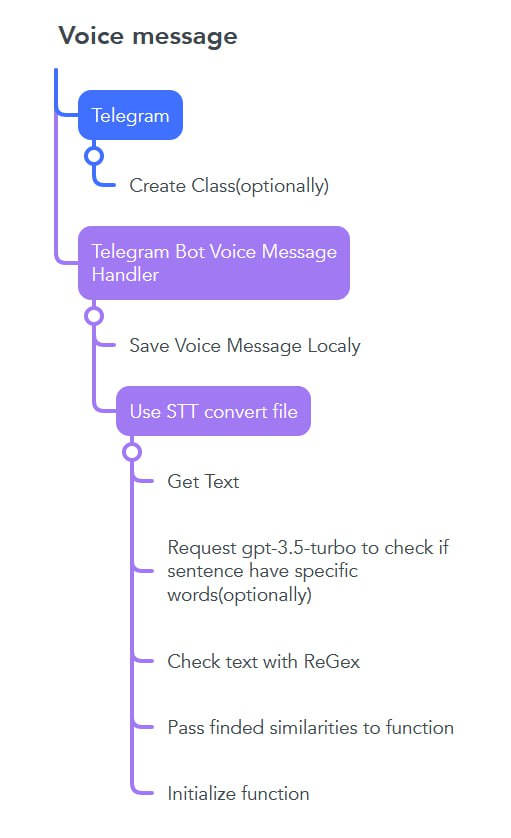 Voice message
Telegram
Create Class(optionally)
Telegram Bot Voice Message
Handler
Save Voice Message Localy
Use STT convert file
Get Text
Request gpt-3.5-turbo to check if
sentence have specific
words(optionally)
Check text with ReGex
Pass finded similarities to function
Initialize function